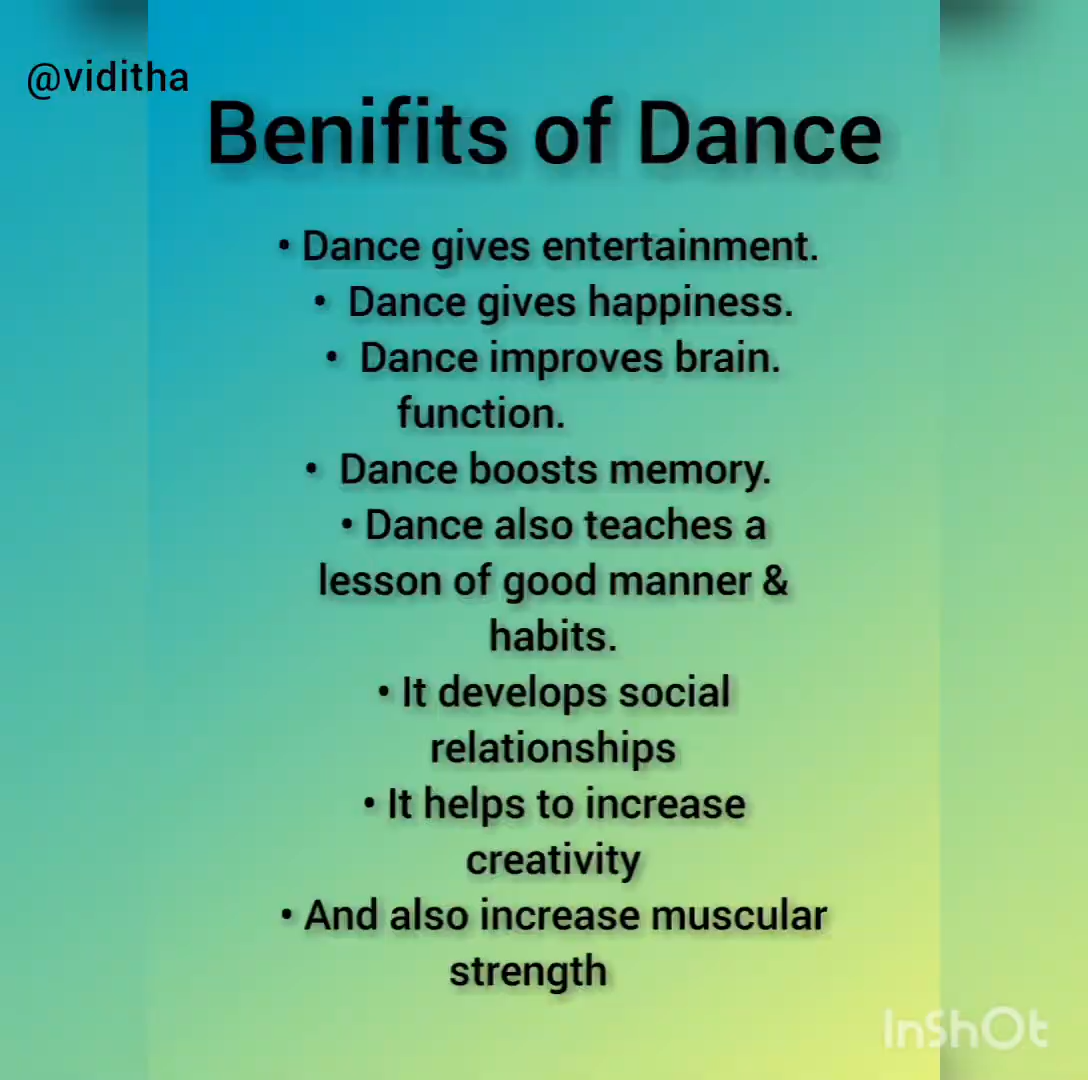 @viditha
Benifits of Dance
• Dance gives entertainment.
• Dance gives happiness.
• Dance improves brain.
function.
• Dance boosts memory.
• Dance also teaches a
lesson of good manner &
habits.
• It develops social
relationships
• It helps to increase
creativity
• And also increase muscular
strength
InShOt